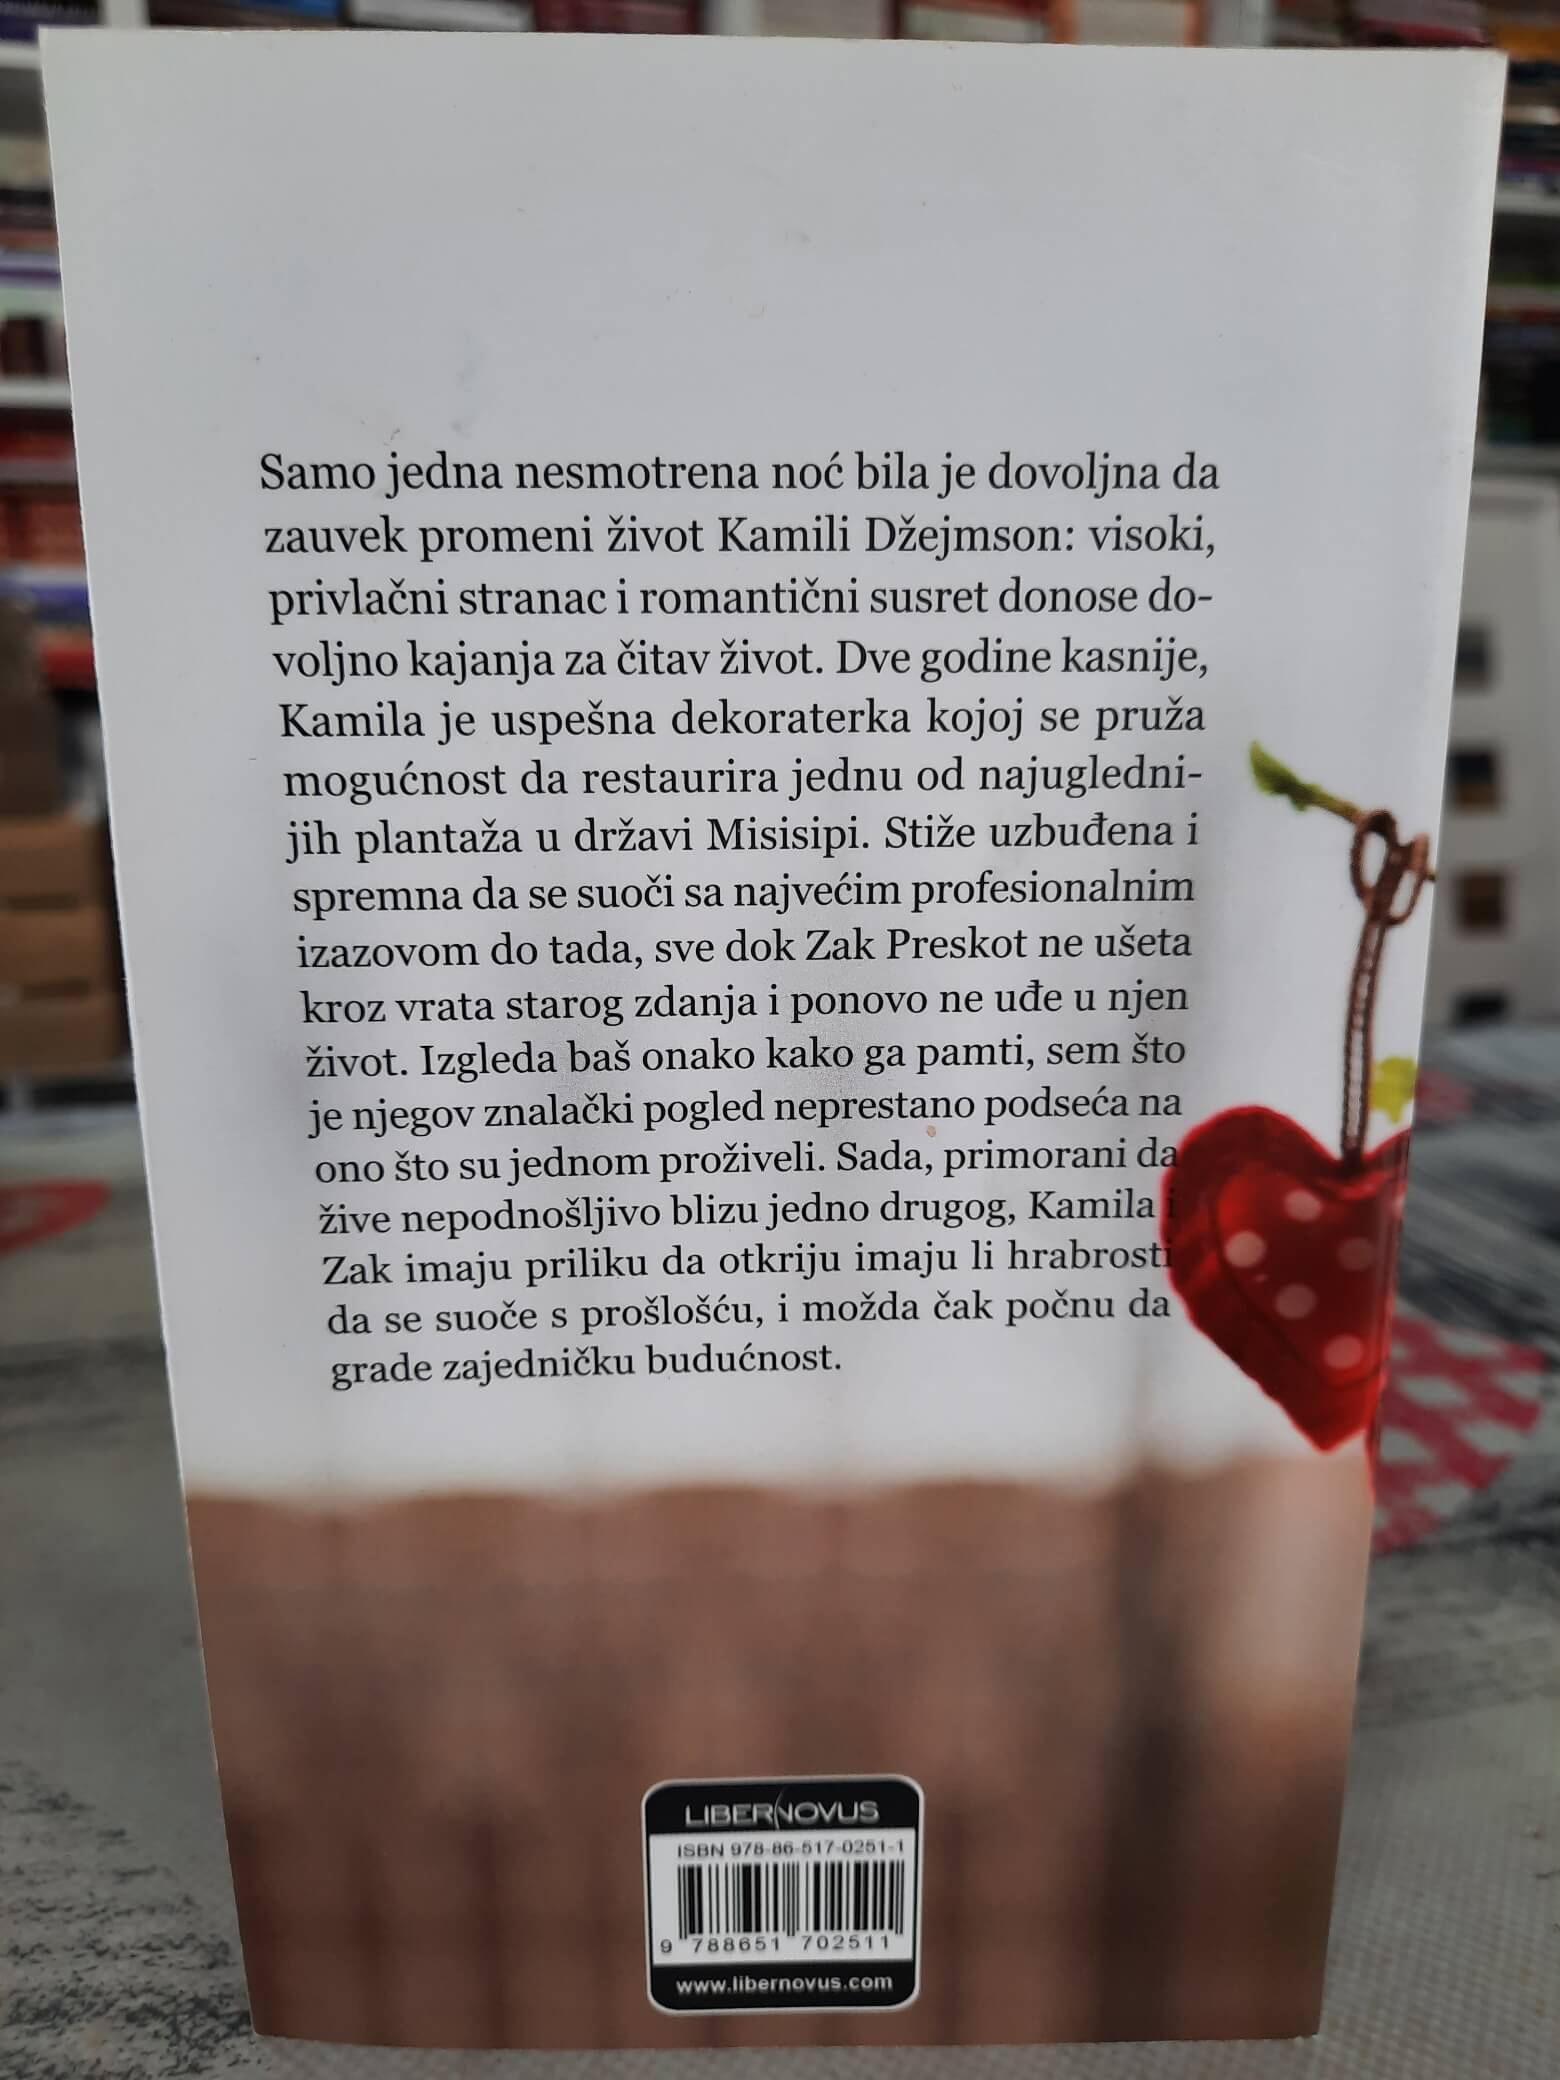 Samo jedna nesmotrena noć bila je dovoljna da
zauvek promeni život Kamili Džejmson: visoki,
privlačni stranac i romantični susret donose do-
voljno kajanja za čitav život. Dve godine kasnije,
Kamila je uspešna dekoraterka kojoj se pruža
mogućnost da restaurira jednu od najugledni-
jih plantaža u državi Misisipi. Stiže uzbuđena i
spremna da se suoči sa najvećim profesionalnim
izazovom do tada, sve dok Zak Preskot ne ušeta
kroz vrata starog zdanja i ponovo ne uđe u njen
život. Izgleda baš onako kako ga pamti, sem što
je njegov znalački pogled neprestano podseća na
ono što su jednom proživeli. Sada, primorani da
žive nepodnošljivo blizu jedno drugog, Kamila i
Zak imaju priliku da otkriju imaju li hrabrosti
da se suoče s prošlošću, i možda čak počnu da
grade zajedničku budućnost.
LIBERNOVUS
ISBN 978-86-517-0251-1
9 788651 702511
www.libernovus.com